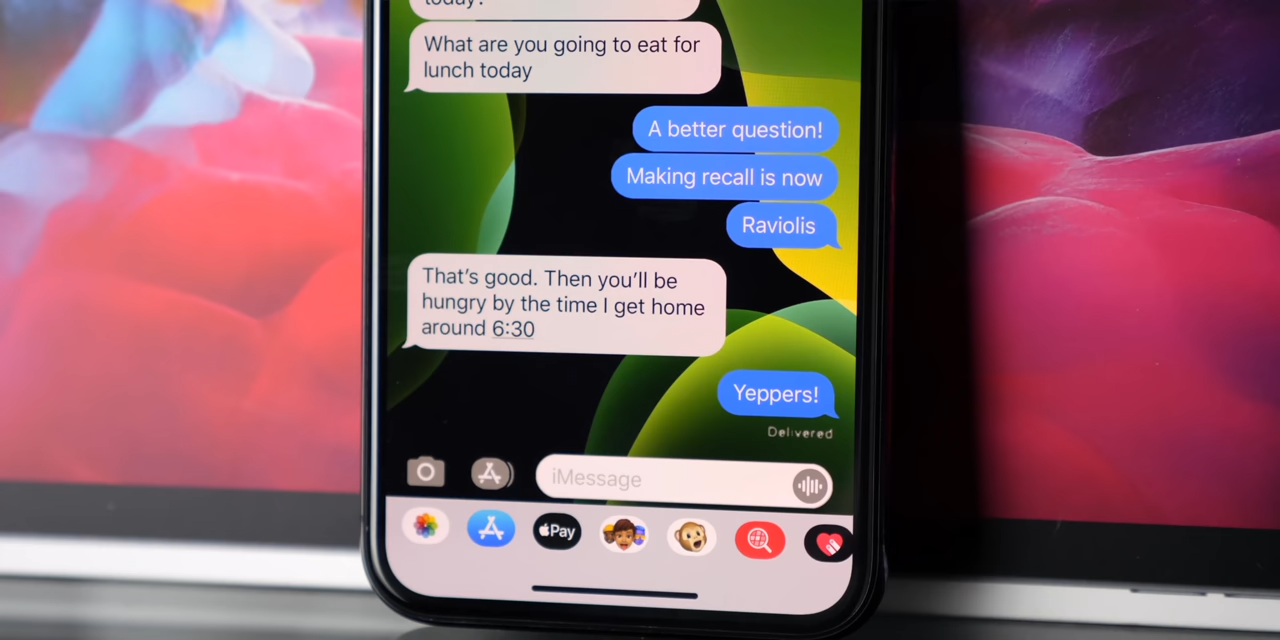 today?
What are you going to eat for
lunch today
A better question!
Making recall is now
Raviolis
That's good. Then you'll be
hungry by the time I get home
around 6:30
Yeppers!
Delivered
iMessage
Pay